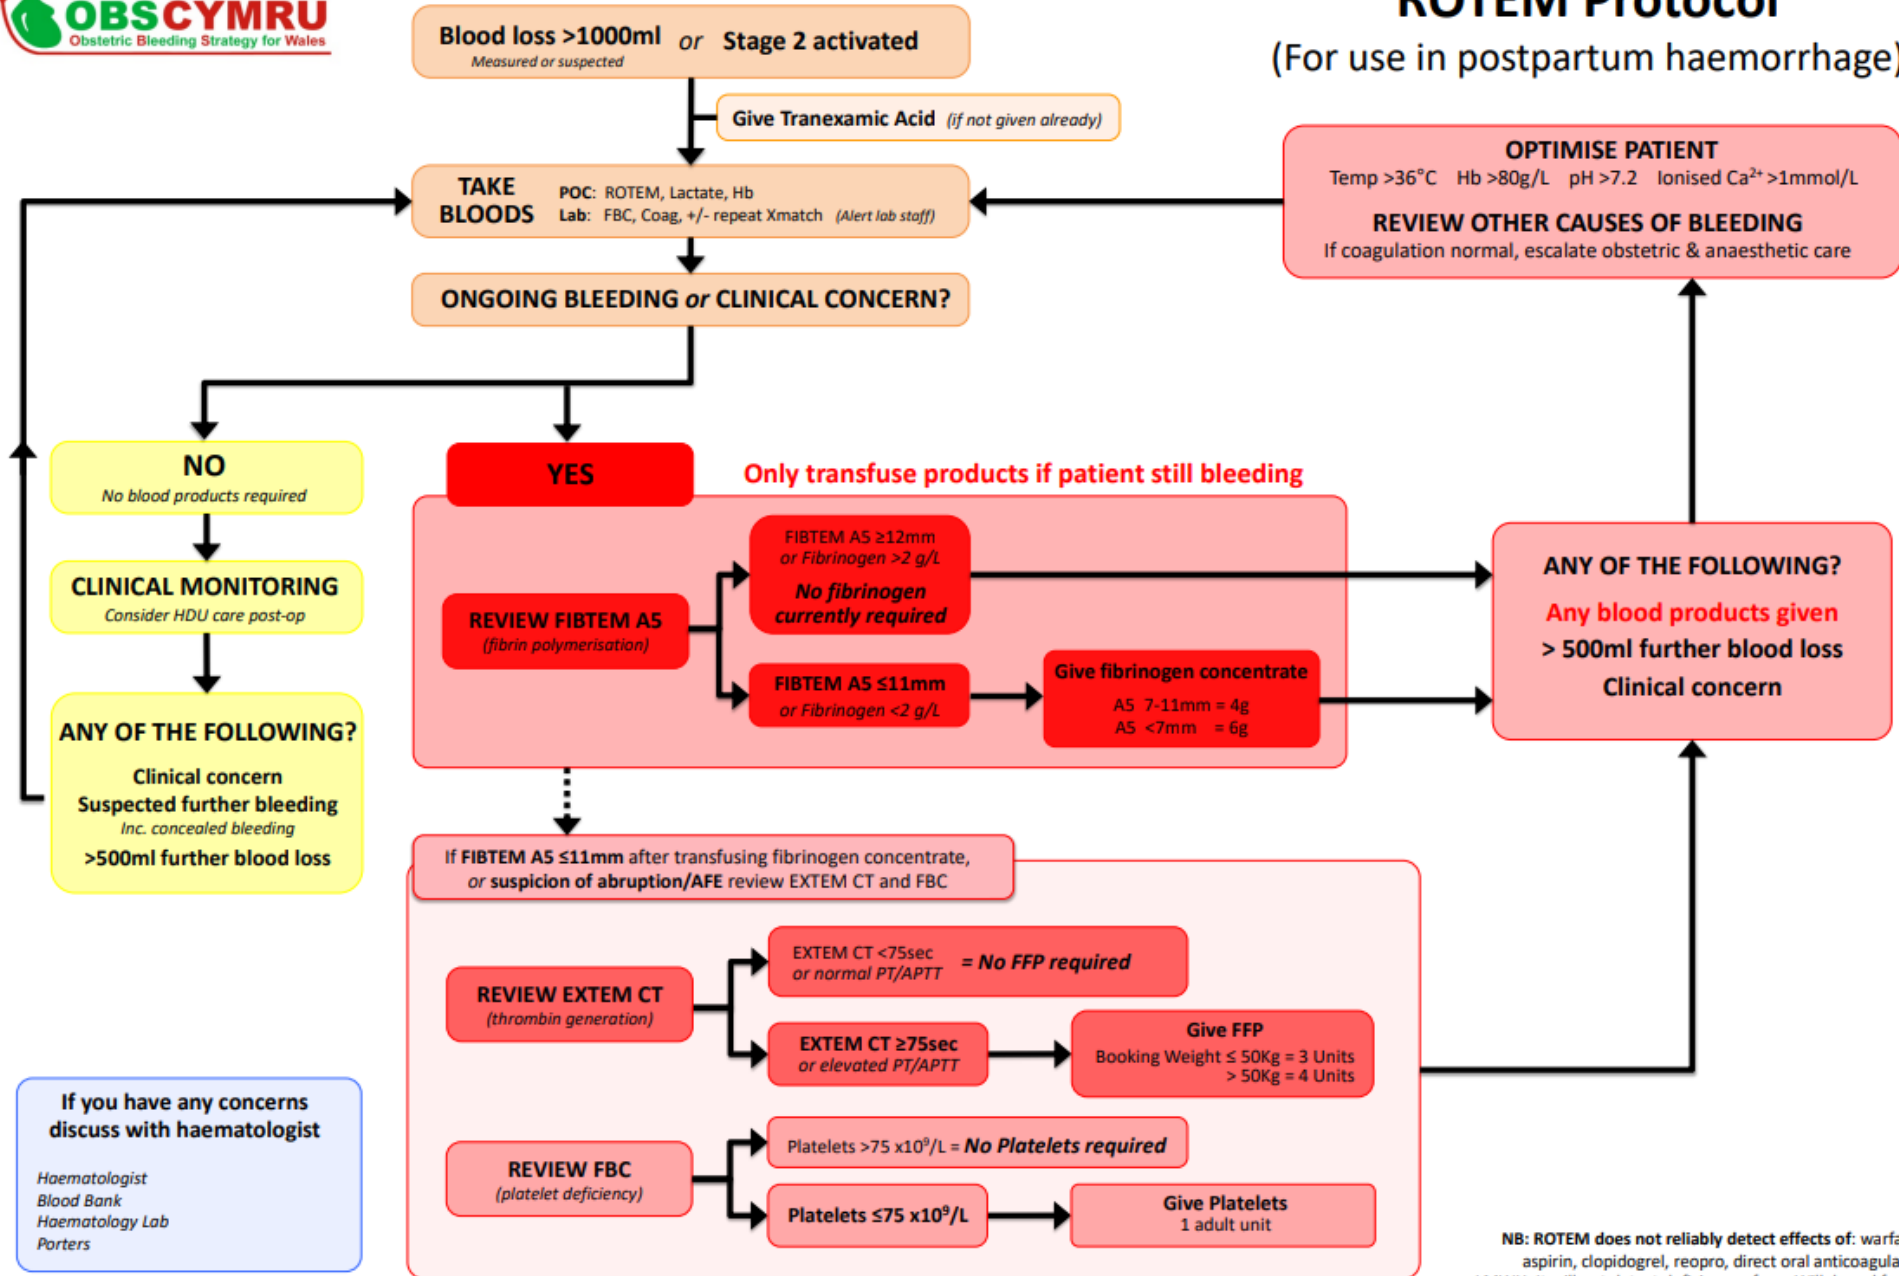 OBSCYMRU
Obstetric Bleeding Strategy for Wales
ROTEM Protocol
(For use in postpartum haemorrhage)
Blood loss >1000ml or Stage 2 activated
Measured or suspected
Give Tranexamic Acid (if not given already)
TAKE BLOODS
POC: ROTEM, Lactate, Hb
Lab: FBC, Coag, +/- repeat Xmatch (Alert lab staff)
ONGOING BLEEDING or CLINICAL CONCERN?
OPTIMISE PATIENT
Temp >36°C Hb >80g/L pH >7.2 Ionised Ca²⁺ >1mmol/L
REVIEW OTHER CAUSES OF BLEEDING
If coagulation normal, escalate obstetric & anaesthetic care
NO
No blood products required
CLINICAL MONITORING
Consider HDU care post-op
ANY OF THE FOLLOWING?
Clinical concern
Suspected further bleeding
Inc. concealed bleeding
>500ml further blood loss
YES
Only transfuse products if patient still bleeding
REVIEW FIBTEM A5
(fibrin polymerisation)
FIBTEM A5 ≥12mm
or Fibrinogen >2 g/L
No fibrinogen
currently required
FIBTEM A5 ≤11mm
or Fibrinogen <2 g/L
Give fibrinogen concentrate
A5 7-11mm = 4g
A5 <7mm = 6g
ANY OF THE FOLLOWING?
Any blood products given
> 500ml further blood loss
Clinical concern
If FIBTEM A5 ≤11mm after transfusing fibrinogen concentrate,
or suspicion of abruption/AFE review EXTEM CT and FBC
REVIEW EXTEM CT
(thrombin generation)
EXTEM CT <75sec
or normal PT/APTT
= No FFP required
EXTEM CT ≥75sec
or elevated PT/APTT
Give FFP
Booking Weight ≤ 50Kg = 3 Units
> 50Kg = 4 Units
REVIEW FBC
(platelet deficiency)
Platelets >75 x10⁹/L = No Platelets required
Platelets ≤75 x10⁹/L
Give Platelets
1 adult unit
If you have any concerns
discuss with haematologist
Haematologist
Blood Bank
Haematology Lab
Porters
NB: ROTEM does not reliably detect effects of: warfa
aspirin, clopidogrel, reopro, direct oral anticoagula